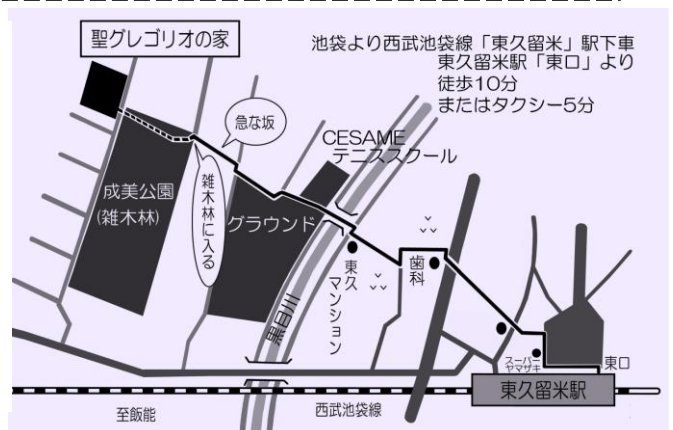 聖グレゴリオの家
池袋より西武池袋線「東久留米」駅下車
東久留米駅「東口」より
徒歩10分
またはタクシー5分
急な坂
CESAME
テニススクール
成美公園
(雑木林)
雑木林に入る
グラウンド
東久
マンション
歯科
黒目川
スーパー
ヤマザキ
東口
東久留米駅
至飯能
西武池袋線